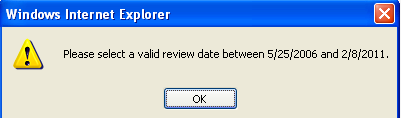 Windows Internet Explorer
Please select a valid review date between 5/25/2006 and 2/8/2011.
OK